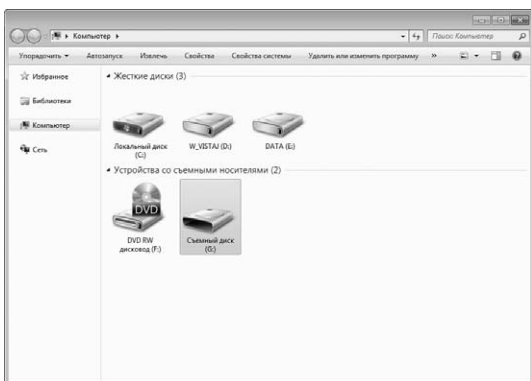 Компьютер
Поиск: Компьютер
Упорядочить Автозапуск Извлечь Свойства Свойства системы Удалить или изменить программу »
Избранное
Библиотеки
Компьютер
Сеть
Жесткие диски (3)
Локальный диск (C:)
W_VISTAJ (D:)
DATA (E:)
Устройства со съемными носителями (2)
DVD
DVD RW дисковод (F:)
Съемный диск (G:)